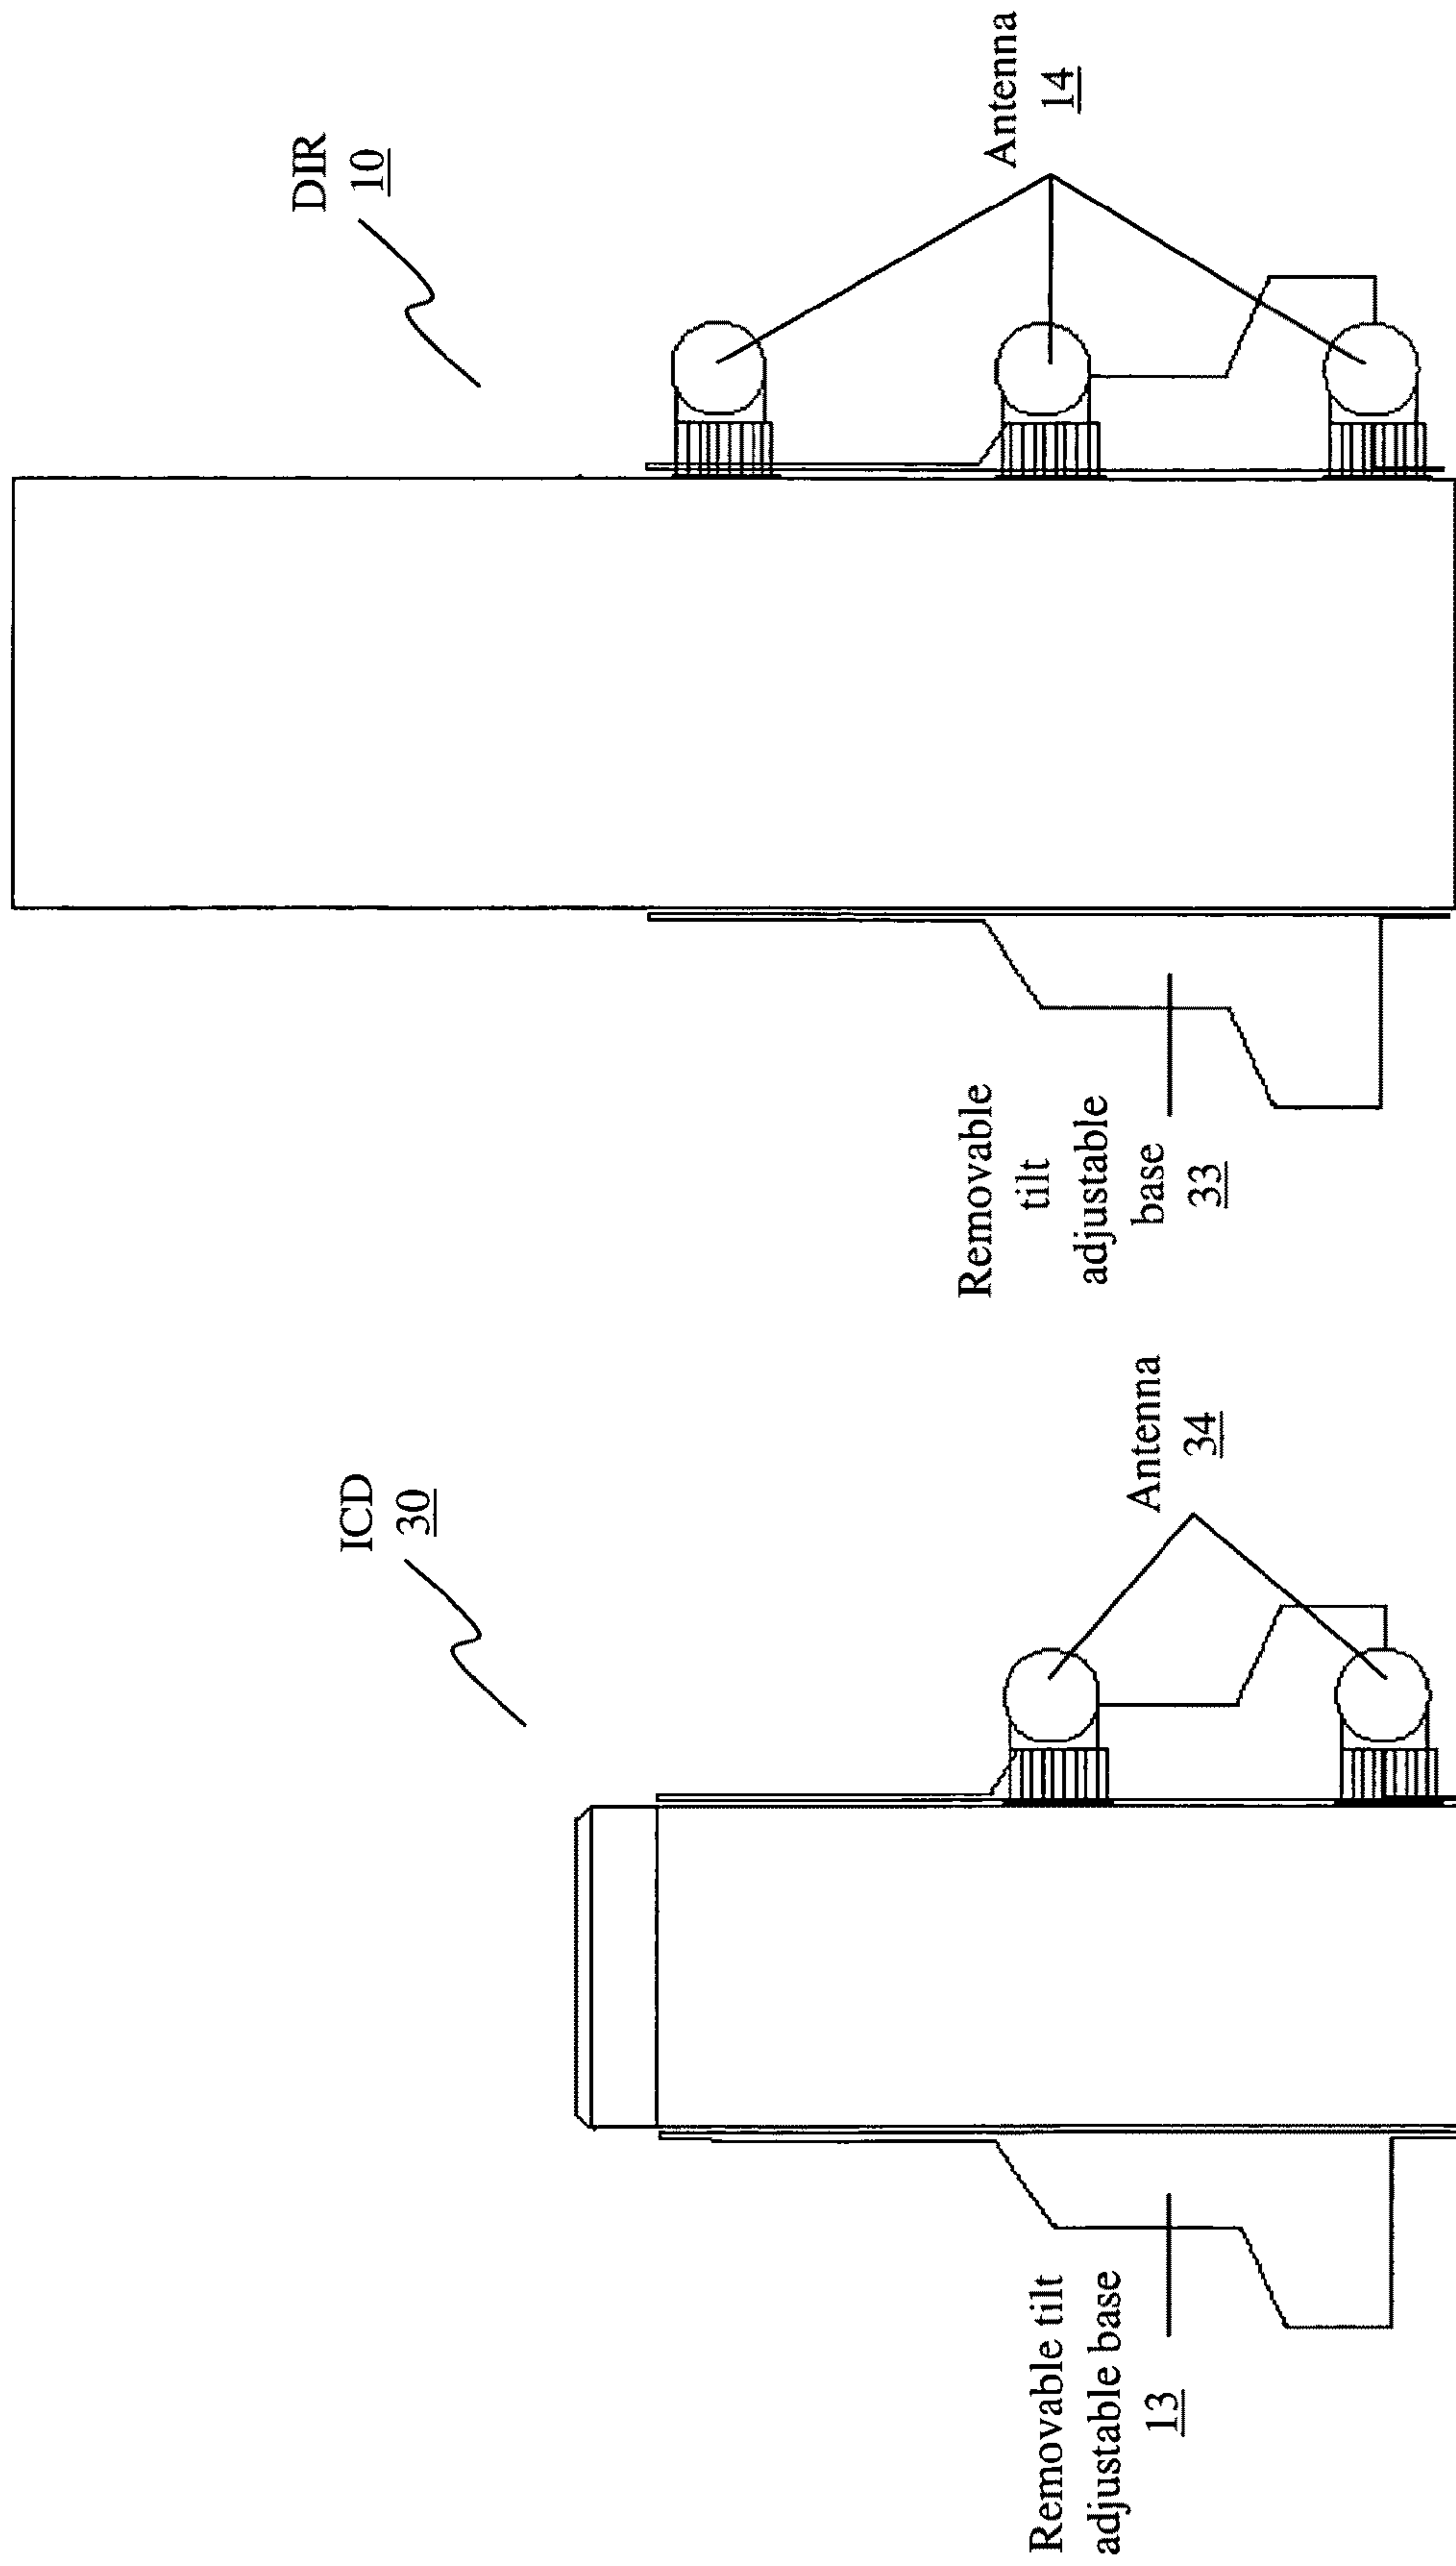 ICD
30
Removable tilt
adjustable base
13
Antenna
34
DIR
10
Removable
tilt
adjustable
base
33
Antenna
14